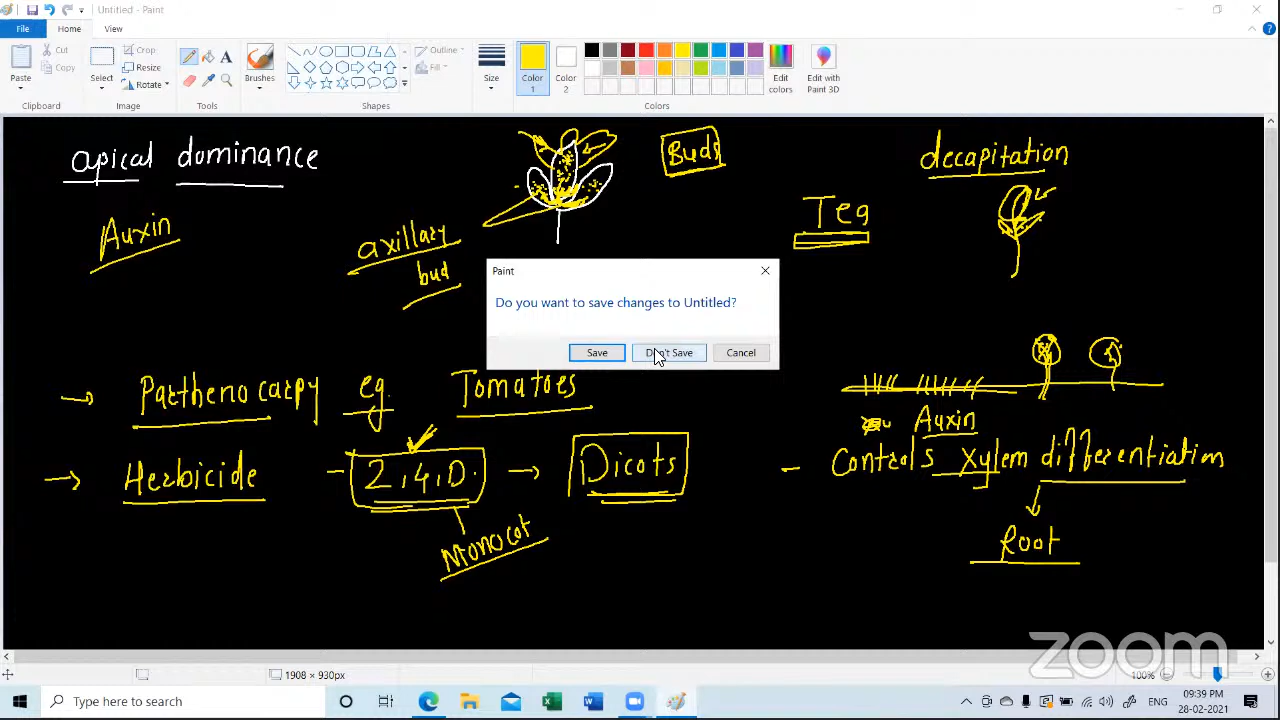 Untitled - Paint
File
Home
View
Paste
Cut
Copy
Clipboard
Select
Crop
Resize
Rotate
Image
A
Tools
Brushes
Shapes
Outline
Fill
Size
Color 1
Color 2
Edit colors
Colors
Edit with Paint 3D
apical dominance
Buds
decapitation
Auxin
axillary
bud
Tea
Paint
Do you want to save changes to Untitled?
Save
Don't Save
Cancel
→ Parthenocarpy eg. Tomatoes
Auxin
→ Herbicide - 2,4,D. → Dicots
Monocot
- Controls Xylem differentiation
Root
zoom
1908 × 930px
100%
Type here to search
ENG
09:39 PM
28-02-2021